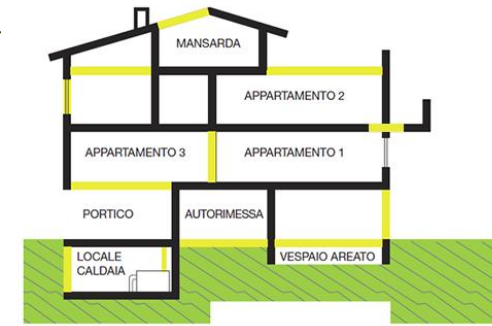 MANSARDA
APPARTAMENTO 2
APPARTAMENTO 3
APPARTAMENTO 1
PORTICO
AUTORIMESSA
LOCALE
CALDAIA
VESPAIO AREATO